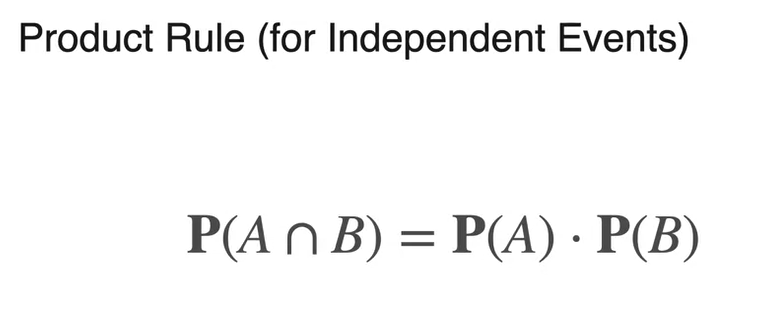 Product Rule (for Independent Events)
P(A ∩ B) = P(A) · P(B)